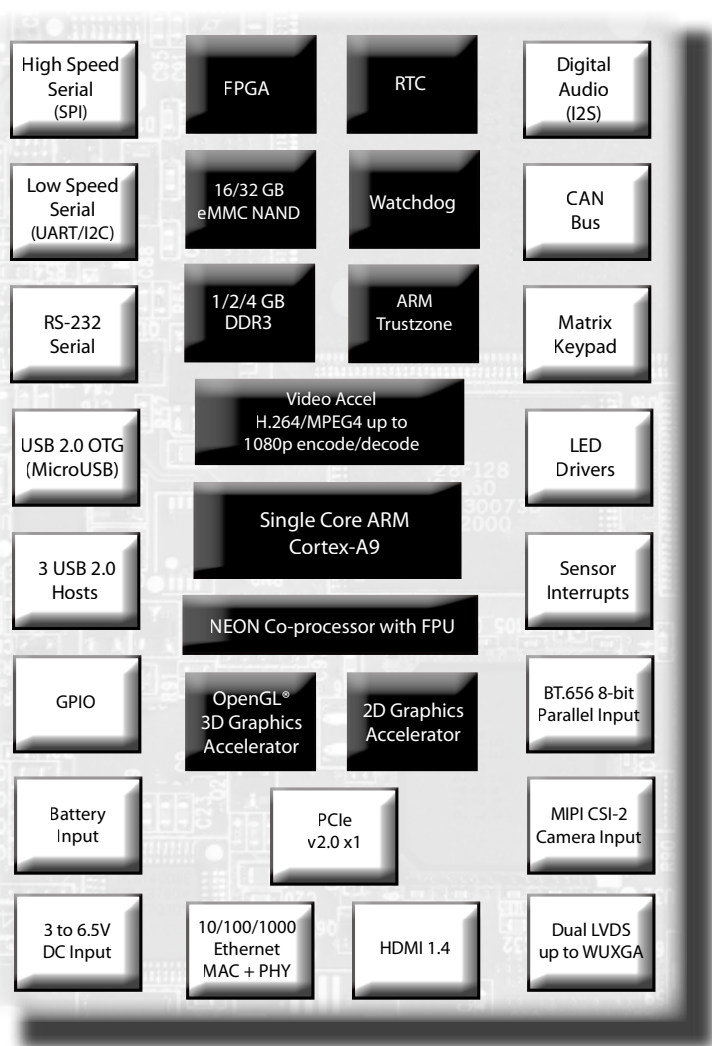 High Speed
Serial
(SPI)
FPGA
RTC
Digital
Audio
(I2S)
Low Speed
Serial
(UART/I2C)
16/32 GB
eMMC NAND
Watchdog
CAN
Bus
RS-232
Serial
1/2/4 GB
DDR3
ARM
Trustzone
Matrix
Keypad
Video Accel
H.264/MPEG4 up to
1080p encode/decode
USB 2.0 OTG
(MicroUSB)
LED
Drivers
Single Core ARM
Cortex-A9
3 USB 2.0
Hosts
Sensor
Interrupts
NEON Co-processor with FPU
GPIO
OpenGL®
3D Graphics
Accelerator
2D Graphics
Accelerator
BT.656 8-bit
Parallel Input
Battery
Input
PCIe
v2.0 x1
MIPI CSI-2
Camera Input
3 to 6.5V
DC Input
10/100/1000
Ethernet
MAC + PHY
HDMI 1.4
Dual LVDS
up to WUXGA